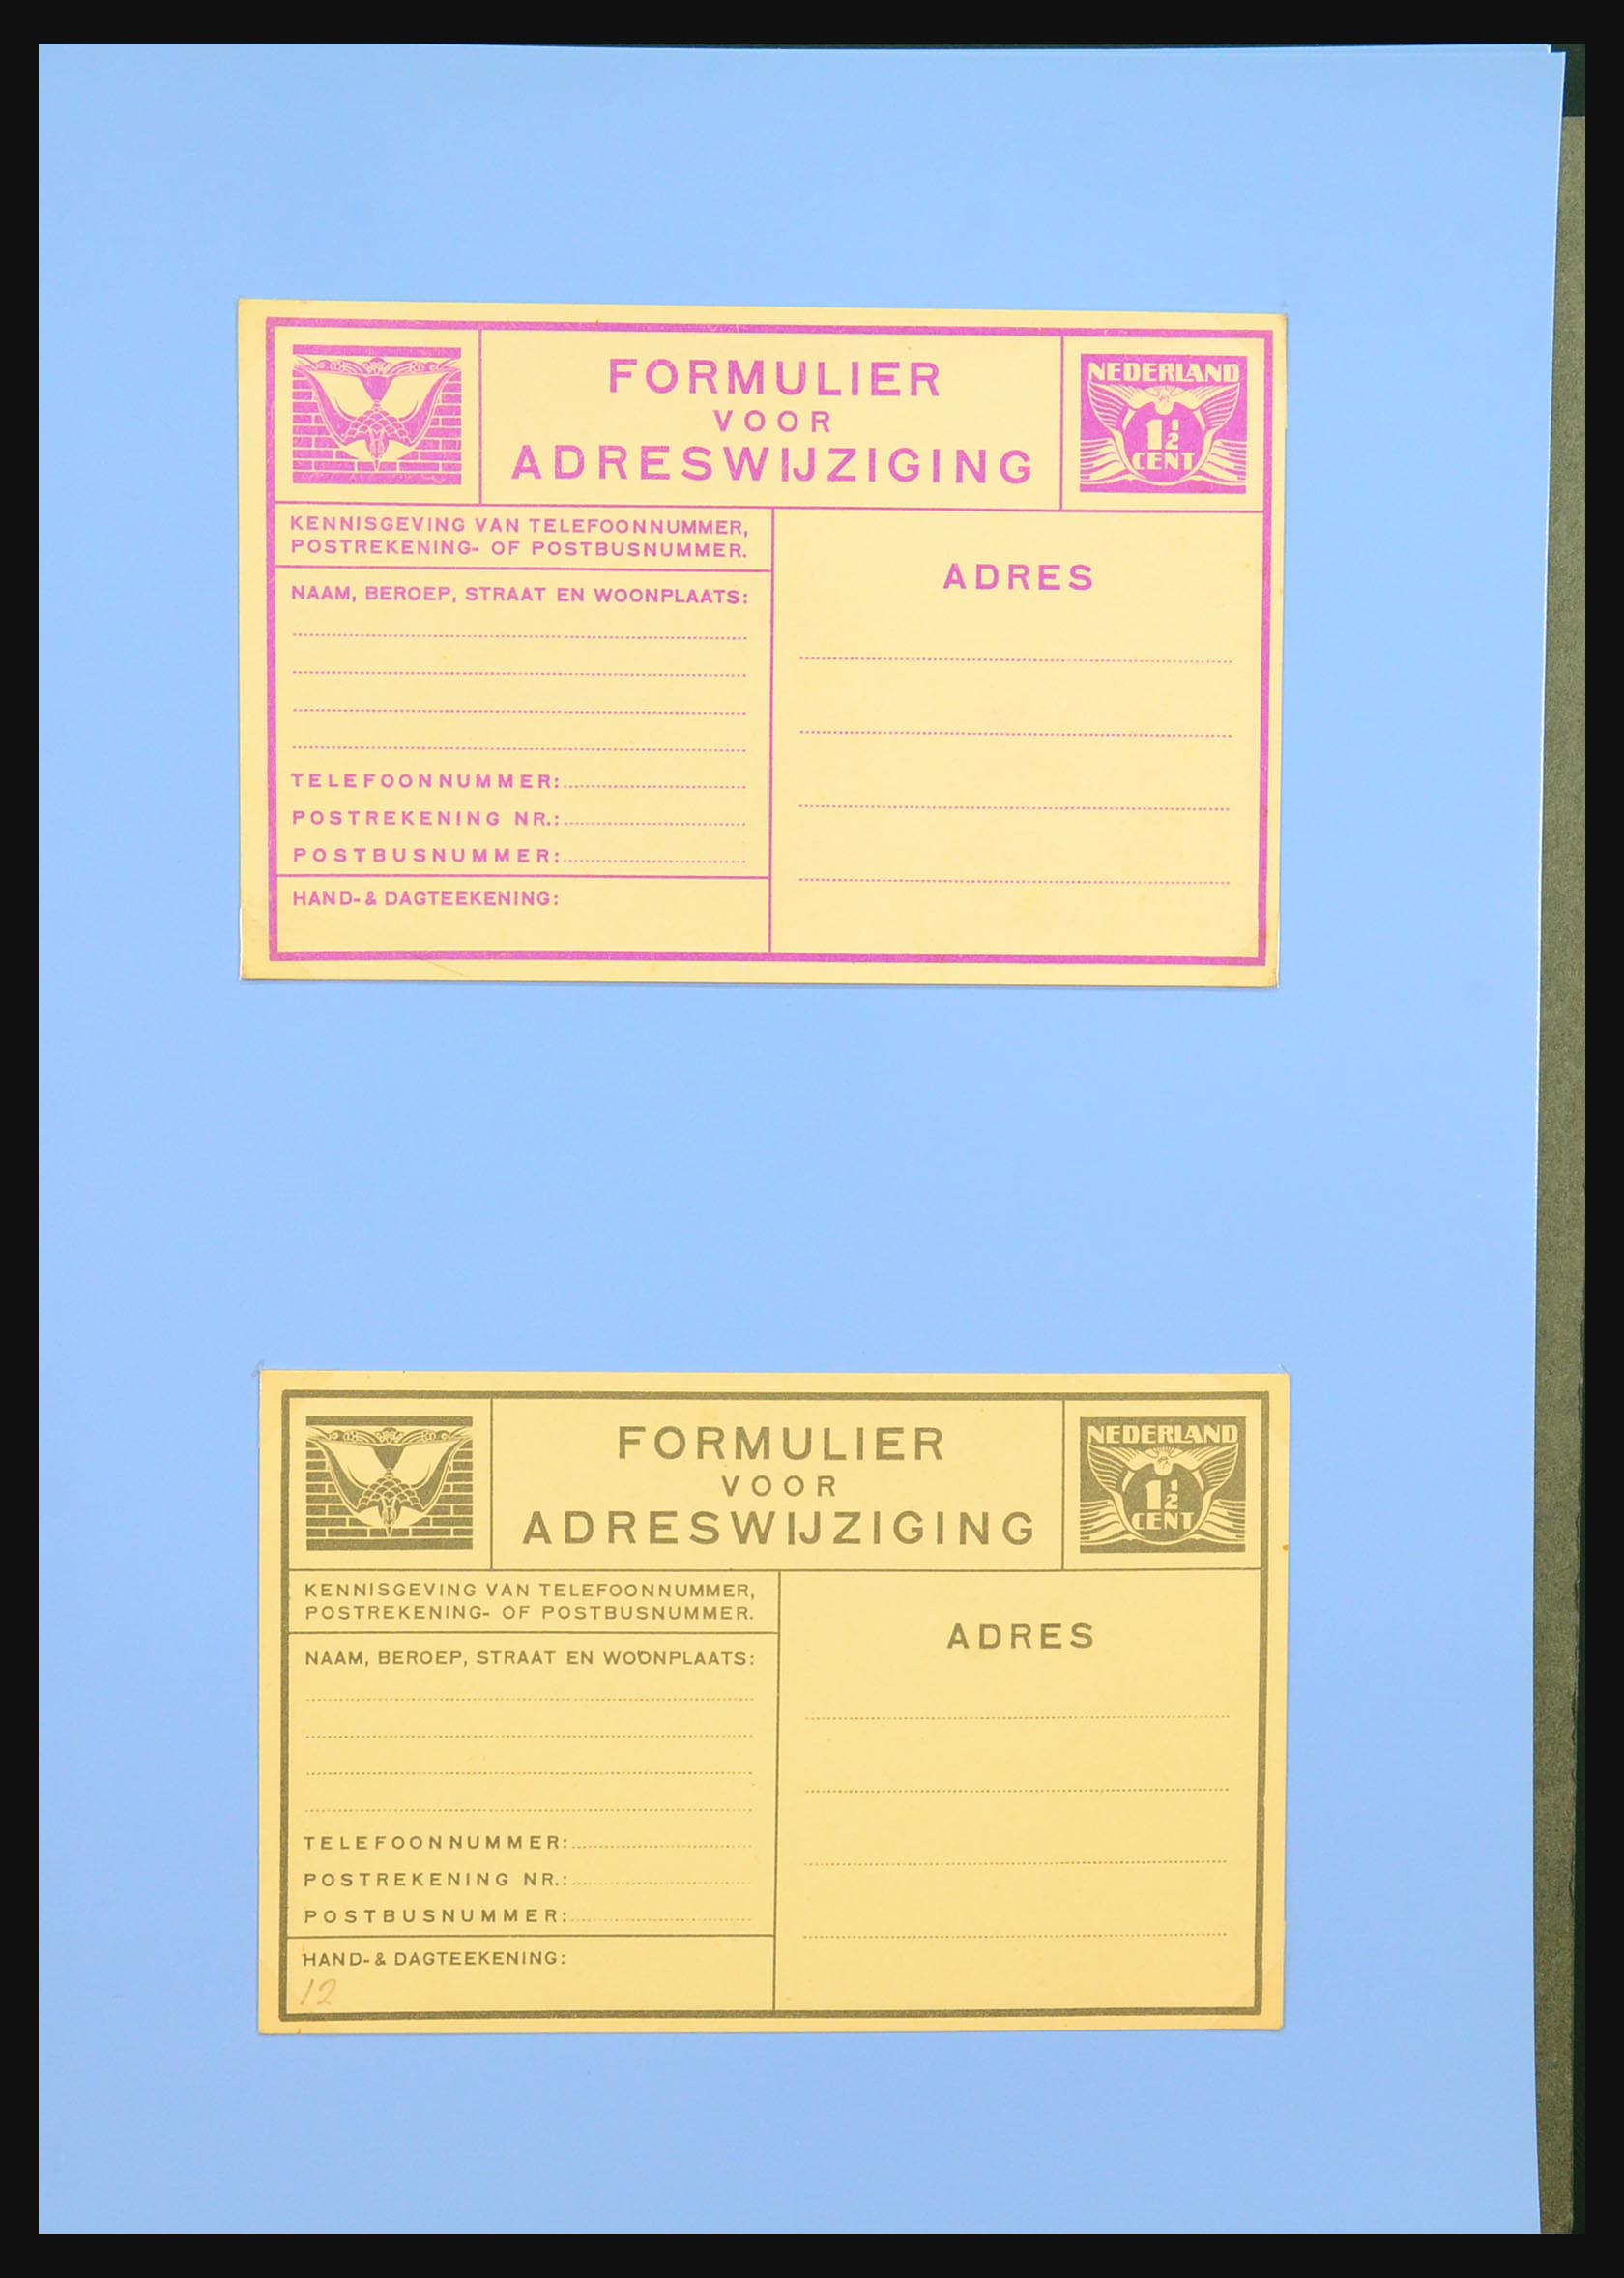 FORMULIER
VOOR
ADRESWIJZIGING
NEDERLAND
1½
CENT
KENNISGEVING VAN TELEFOONNUMMER,
POSTREKENING- OF POSTBUSNUMMER.
NAAM, BEROEP, STRAAT EN WOONPLAATS:
TELEFOONNUMMER:
POSTREKENING NR.:
POSTBUSNUMMER:
HAND- & DAGTEEKENING:
ADRES
FORMULIER
VOOR
ADRESWIJZIGING
NEDERLAND
1½
CENT
KENNISGEVING VAN TELEFOONNUMMER,
POSTREKENING- OF POSTBUSNUMMER.
NAAM, BEROEP, STRAAT EN WOONPLAATS:
TELEFOONNUMMER:
POSTREKENING NR.:
POSTBUSNUMMER:
HAND- & DAGTEEKENING:
12
ADRES